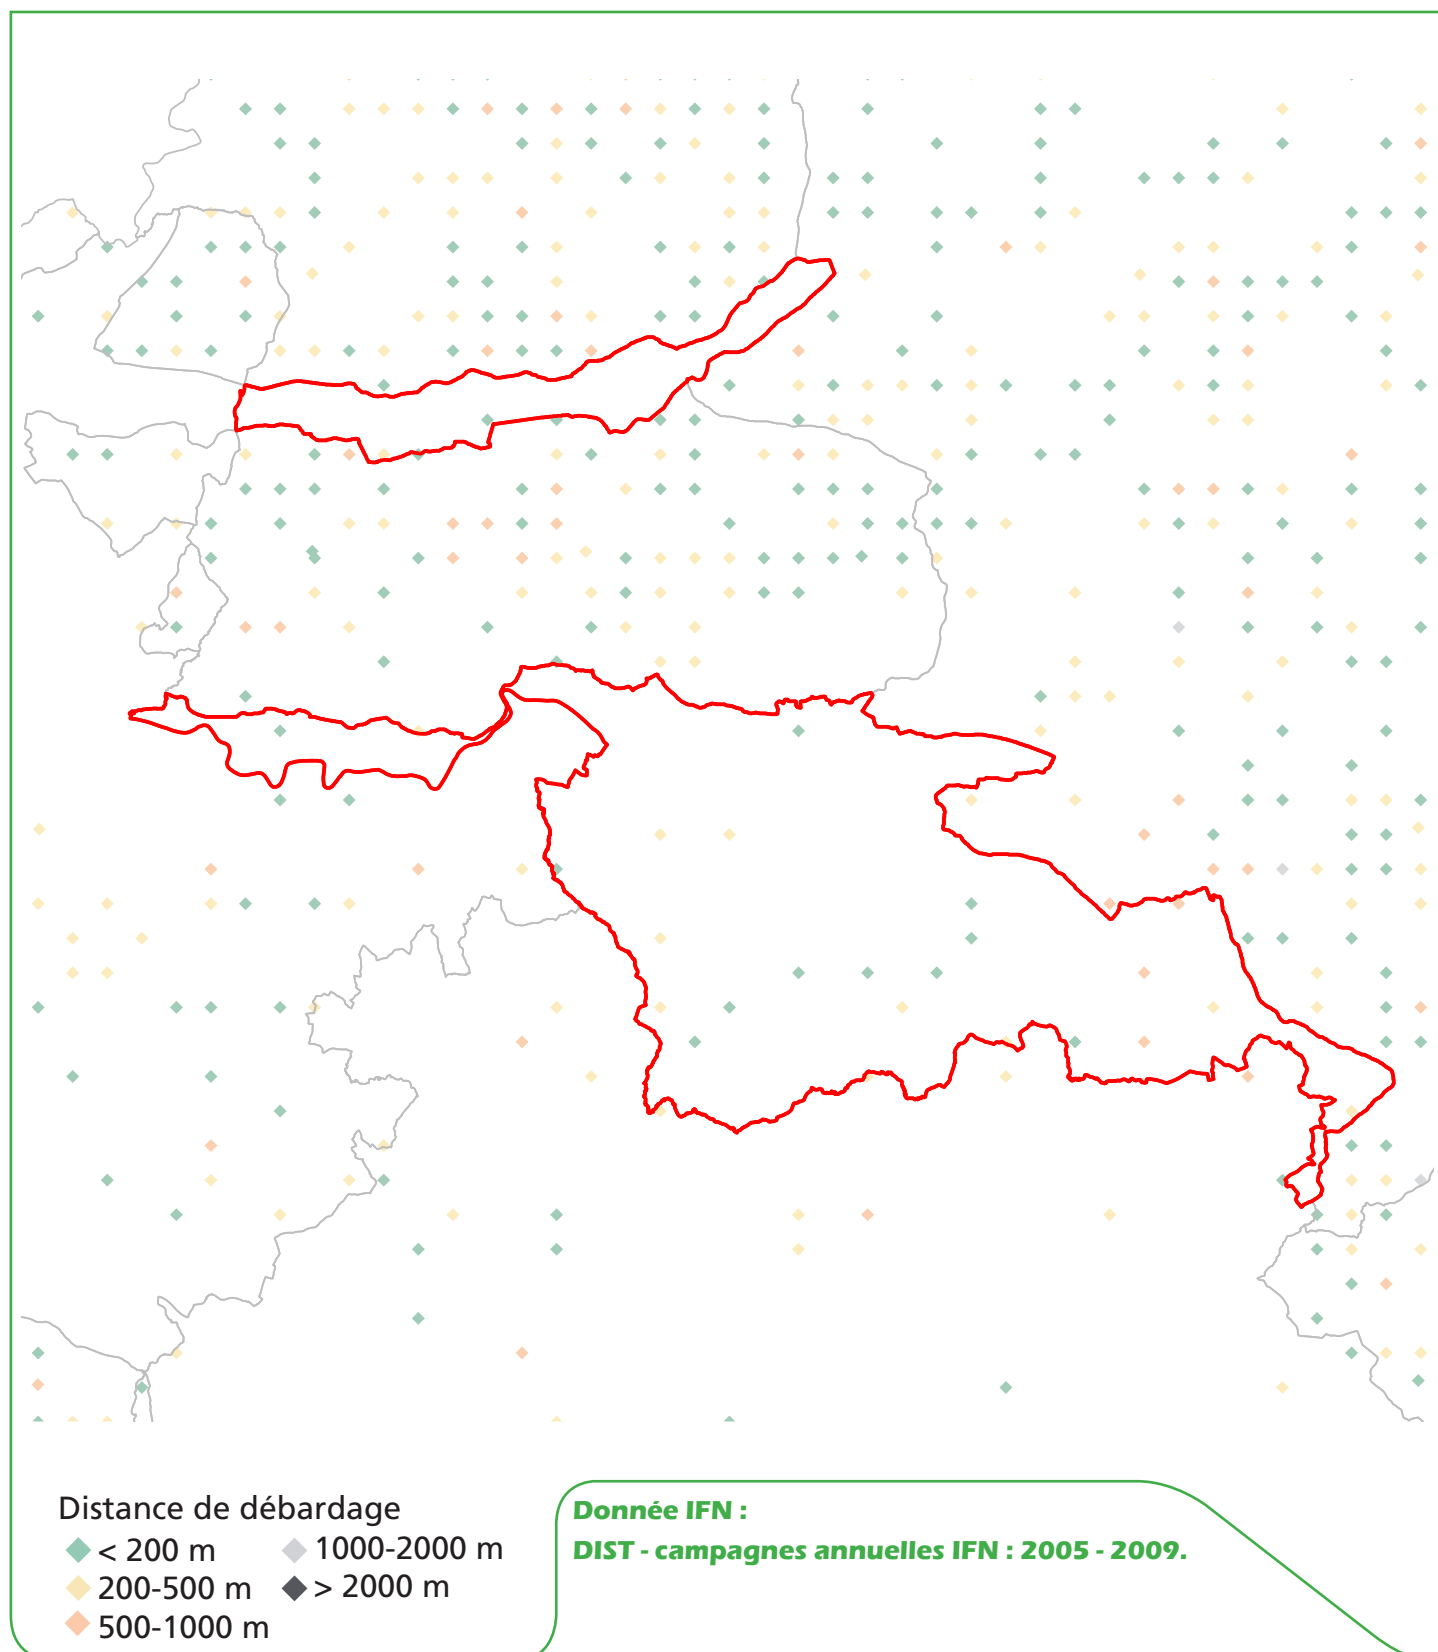 Distance de débardage
< 200 m
200-500 m
500-1000 m
1000-2000 m
> 2000 m
Donnée IFN :
DIST - campagnes annuelles IFN : 2005 - 2009.